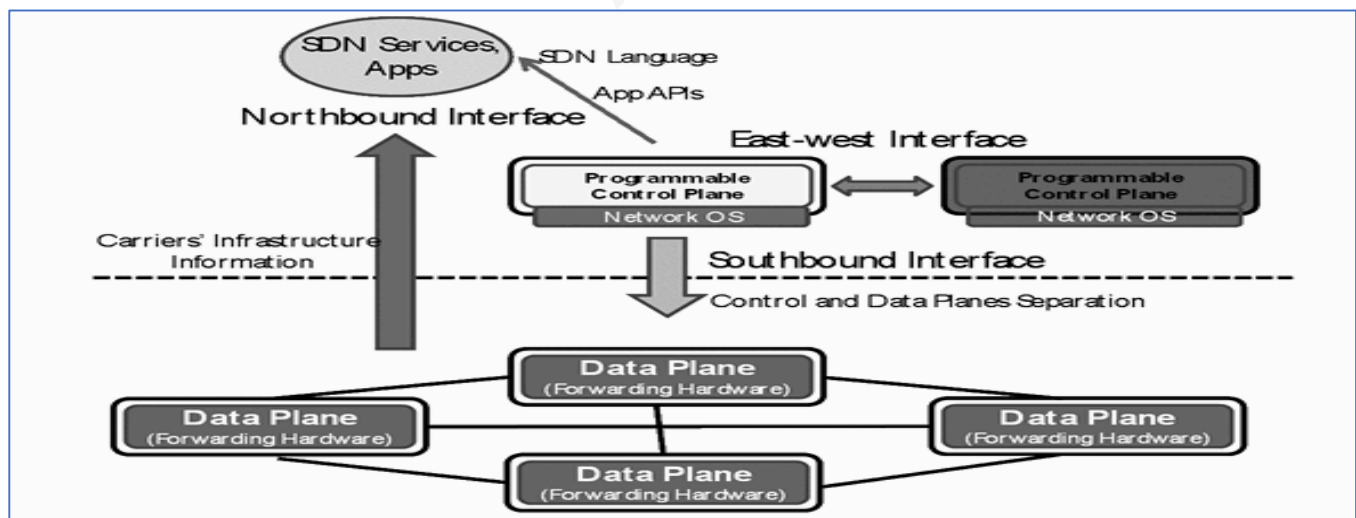 SDN Services,
Apps
SDN Language
App APIs
Northbound Interface
East-west Interface
Programmable
Control Plane
Network OS
Programmable
Control Plane
Network OS
Carriers' Infrastructure
Information
Southbound Interface
Control and Data Planes Separation
Data Plane
(Forwarding Hardware)
Data Plane
(Forwarding Hardware)
Data Plane
(Forwarding Hardware)
Data Plane
(Forwarding Hardware)